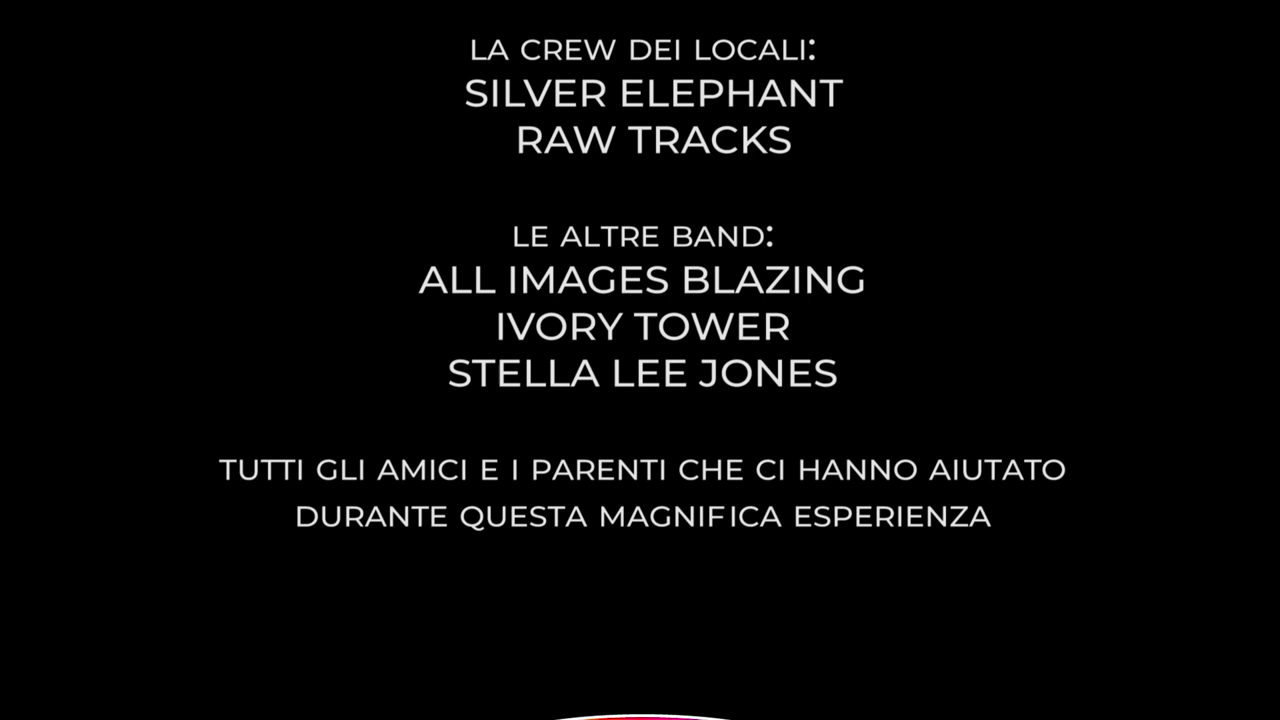 LA CREW DEI LOCALI:
SILVER ELEPHANT
RAW TRACKS
LE ALTRE BAND:
ALL IMAGES BLAZING
IVORY TOWER
STELLA LEE JONES
TUTTI GLI AMICI E I PARENTI CHE CI HANNO AIUTATO
DURANTE QUESTA MAGNIFICA ESPERIENZA